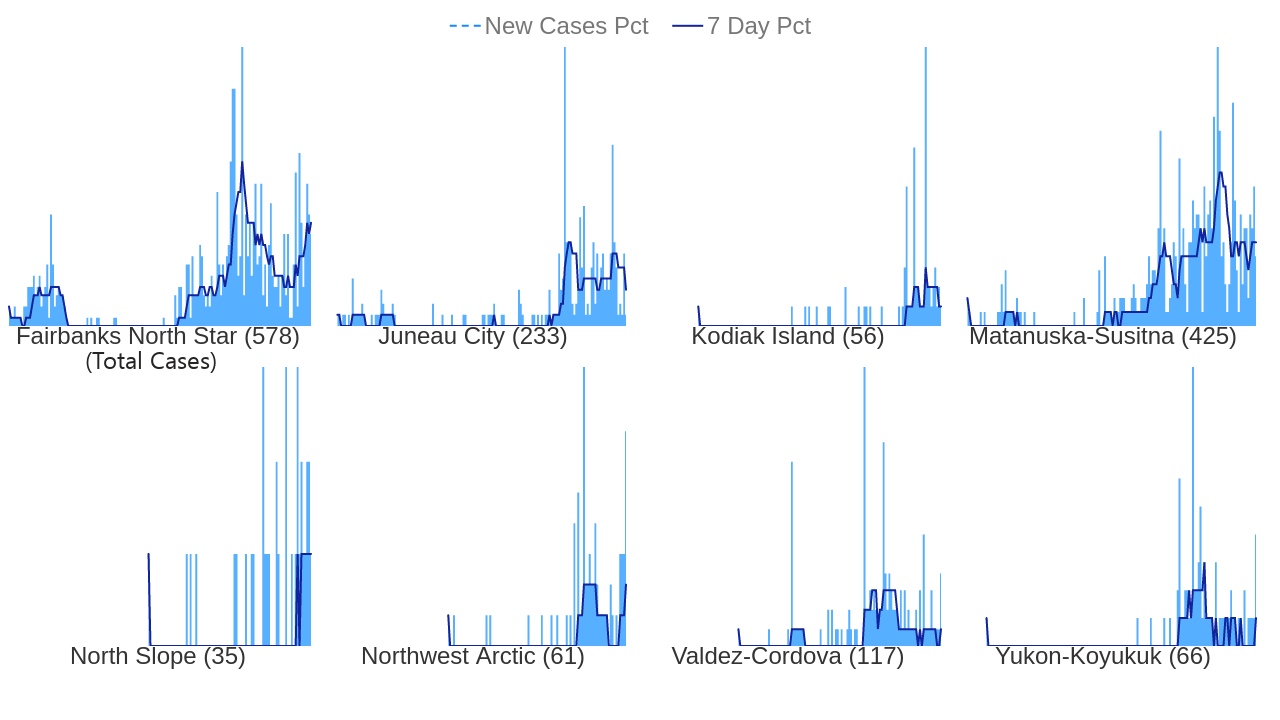 New Cases Pct 7 Day Pct
Fairbanks North Star (578)
(Total Cases)
Juneau City (233)
Kodiak Island (56)
Matanuska-Susitna (425)
North Slope (35)
Northwest Arctic (61)
Valdez-Cordova (117)
Yukon-Koyukuk (66)